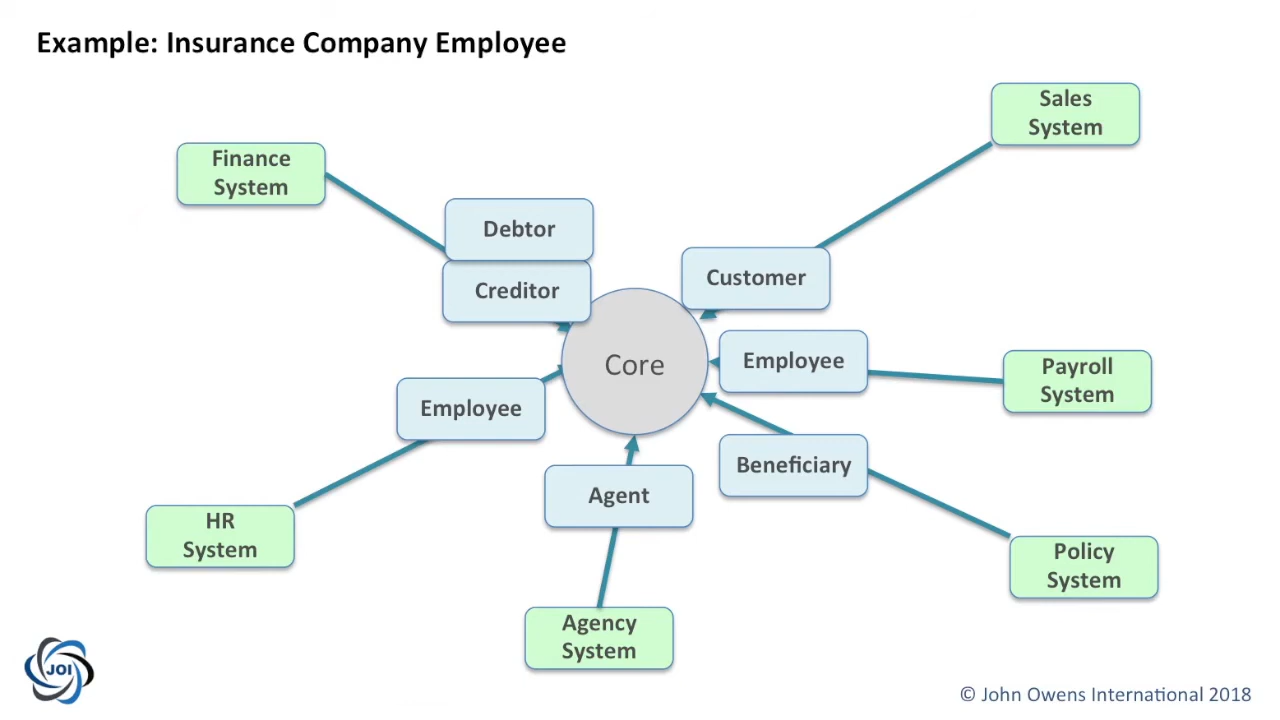 Example: Insurance Company Employee
Sales
System
Finance
System
Debtor
Creditor
Customer
Core
Employee
Payroll
System
Employee
Beneficiary
Agent
HR
System
Policy
System
Agency
System
JOI
© John Owens International 2018